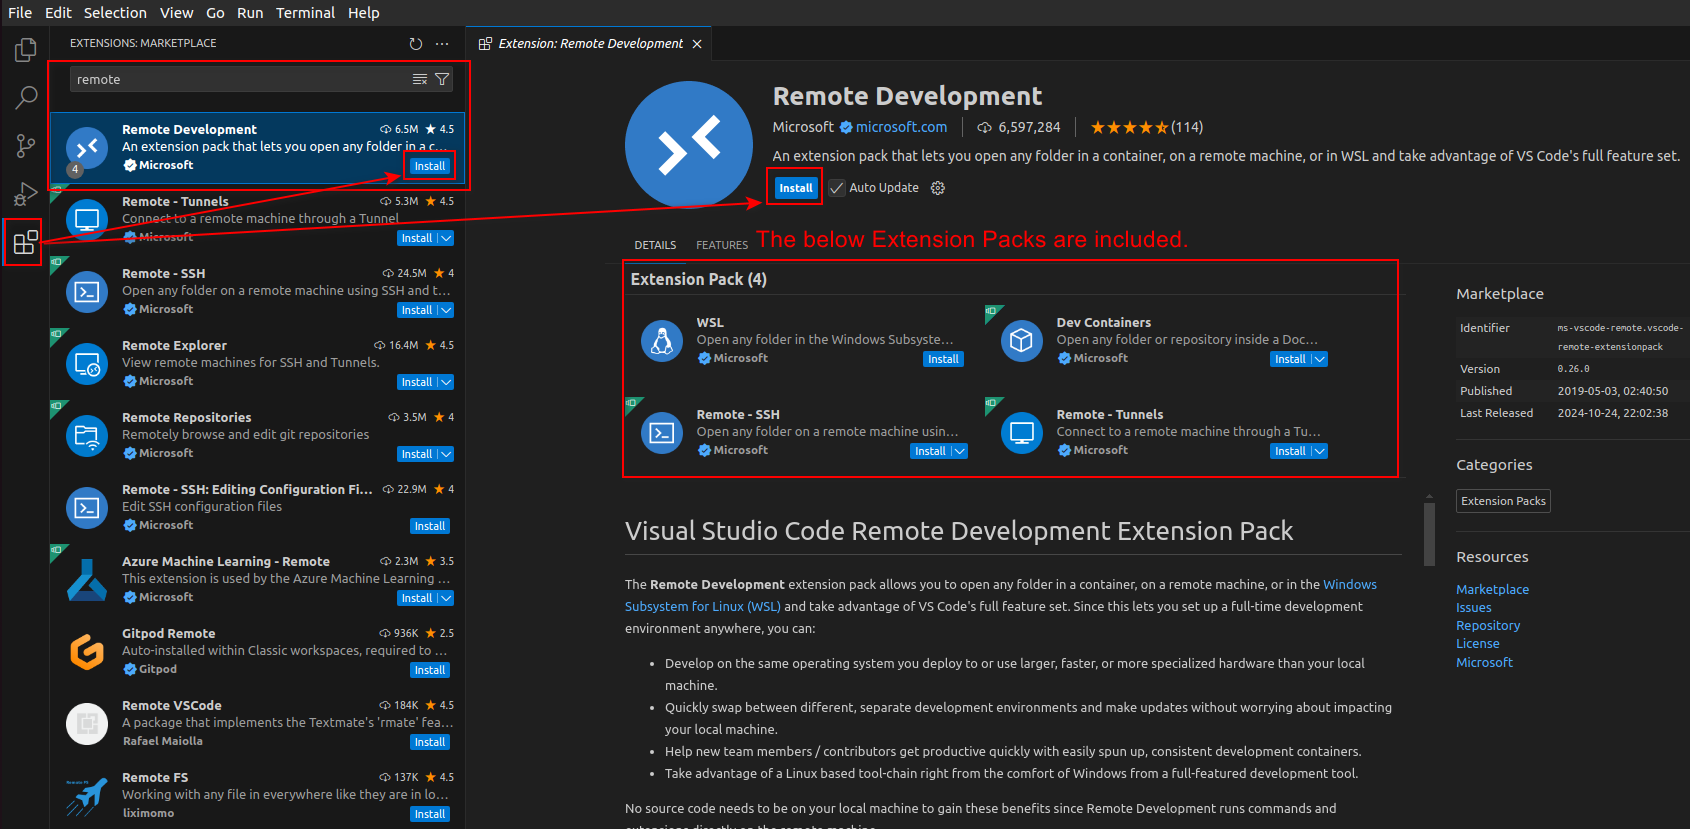 File Edit Selection View Go Run Terminal Help
EXTENSIONS: MARKETPLACE
remote
Remote Development 6.5M 4.5
An extension pack that lets you open any folder in a c...
Microsoft Install
4
Remote - Tunnels 5.3M 4.5
Connect to a remote machine through a Tunnel
Microsoft Install
Remote - SSH 24.5M 4
Open any folder on a remote machine using SSH and t...
Microsoft Install
Remote Explorer 16.4M 4.5
View remote machines for SSH and Tunnels.
Microsoft Install
Remote Repositories 3.5M 4
Remotely browse and edit git repositories
Microsoft Install
Remote - SSH: Editing Configuration Fi... 22.9M 4
Edit SSH configuration files
Microsoft Install
Azure Machine Learning - Remote 2.3M 3.5
This extension is used by the Azure Machine Learning ...
Microsoft Install
Gitpod Remote 936K 2.5
Auto-installed within Classic workspaces, required to ...
Gitpod Install
Remote VSCode 184K 4.5
A package that implements the Textmate's 'rmate' fea...
Rafael Maiolla Install
Remote FS 137K 4.5
Working with any file in everywhere like they are in lo...
liximomo Install
Extension: Remote Development
Remote Development
Microsoft microsoft.com 6,597,284 (114)
An extension pack that lets you open any folder in a container, on a remote machine, or in WSL and take advantage of VS Code's full feature set.
Install Auto Update
DETAILS FEATURES The below Extension Packs are included.
Extension Pack (4)
WSL
Open any folder in the Windows Subsyste...
Microsoft Install
Dev Containers
Open any folder or repository inside a Doc...
Microsoft Install
Remote - SSH
Open any folder on a remote machine usin...
Microsoft Install
Remote - Tunnels
Connect to a remote machine through a Tu...
Microsoft Install
Visual Studio Code Remote Development Extension Pack
The Remote Development extension pack allows you to open any folder in a container, on a remote machine, or in the Windows
Subsystem for Linux (WSL) and take advantage of VS Code's full feature set. Since this lets you set up a full-time development
environment anywhere, you can:
• Develop on the same operating system you deploy to or use larger, faster, or more specialized hardware than your local
machine.
• Quickly swap between different, separate development environments and make updates without worrying about impacting
your local machine.
• Help new team members / contributors get productive quickly with easily spun up, consistent development containers.
• Take advantage of a Linux based tool-chain right from the comfort of Windows from a full-featured development tool.
No source code needs to be on your local machine to gain these benefits since Remote Development runs commands and
extensions directly on the remote machine.
Marketplace
Identifier ms-vscode-remote.vscode-
remote-extensionpack
Version 0.26.0
Published 2019-05-03, 02:40:50
Last Released 2024-10-24, 22:02:38
Categories
Extension Packs
Resources
Marketplace
Issues
Repository
License
Microsoft